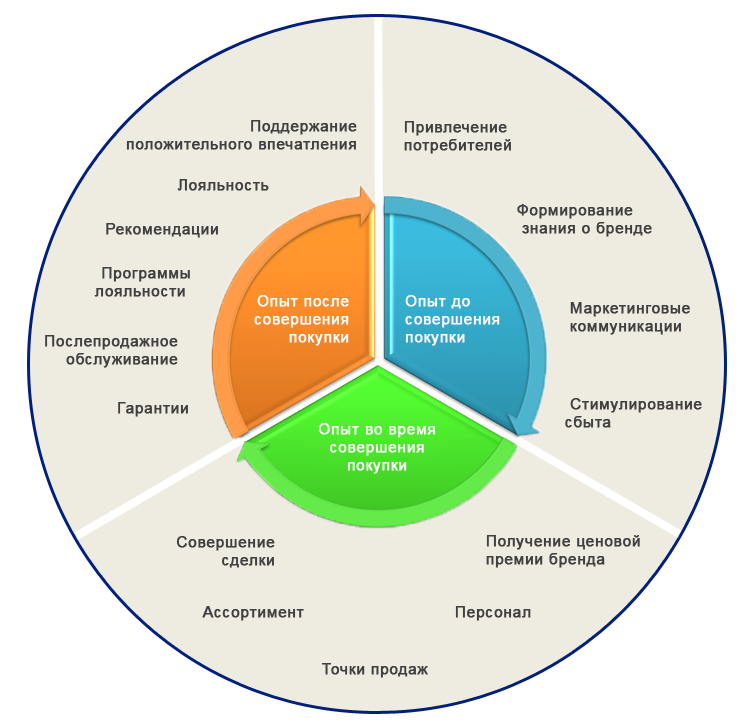 Поддержание
положительного впечатления
Лояльность
Рекомендации
Программы
лояльности
Послепродажное
обслуживание
Гарантии
Привлечение
потребителей
Формирование
знания о бренде
Маркетинговые
коммуникации
Стимулирование
сбыта
Опыт после
совершения
покупки
Опыт до
совершения
покупки
Опыт во время
совершения
покупки
Совершение
сделки
Ассортимент
Точки продаж
Персонал
Получение ценовой
премии бренда